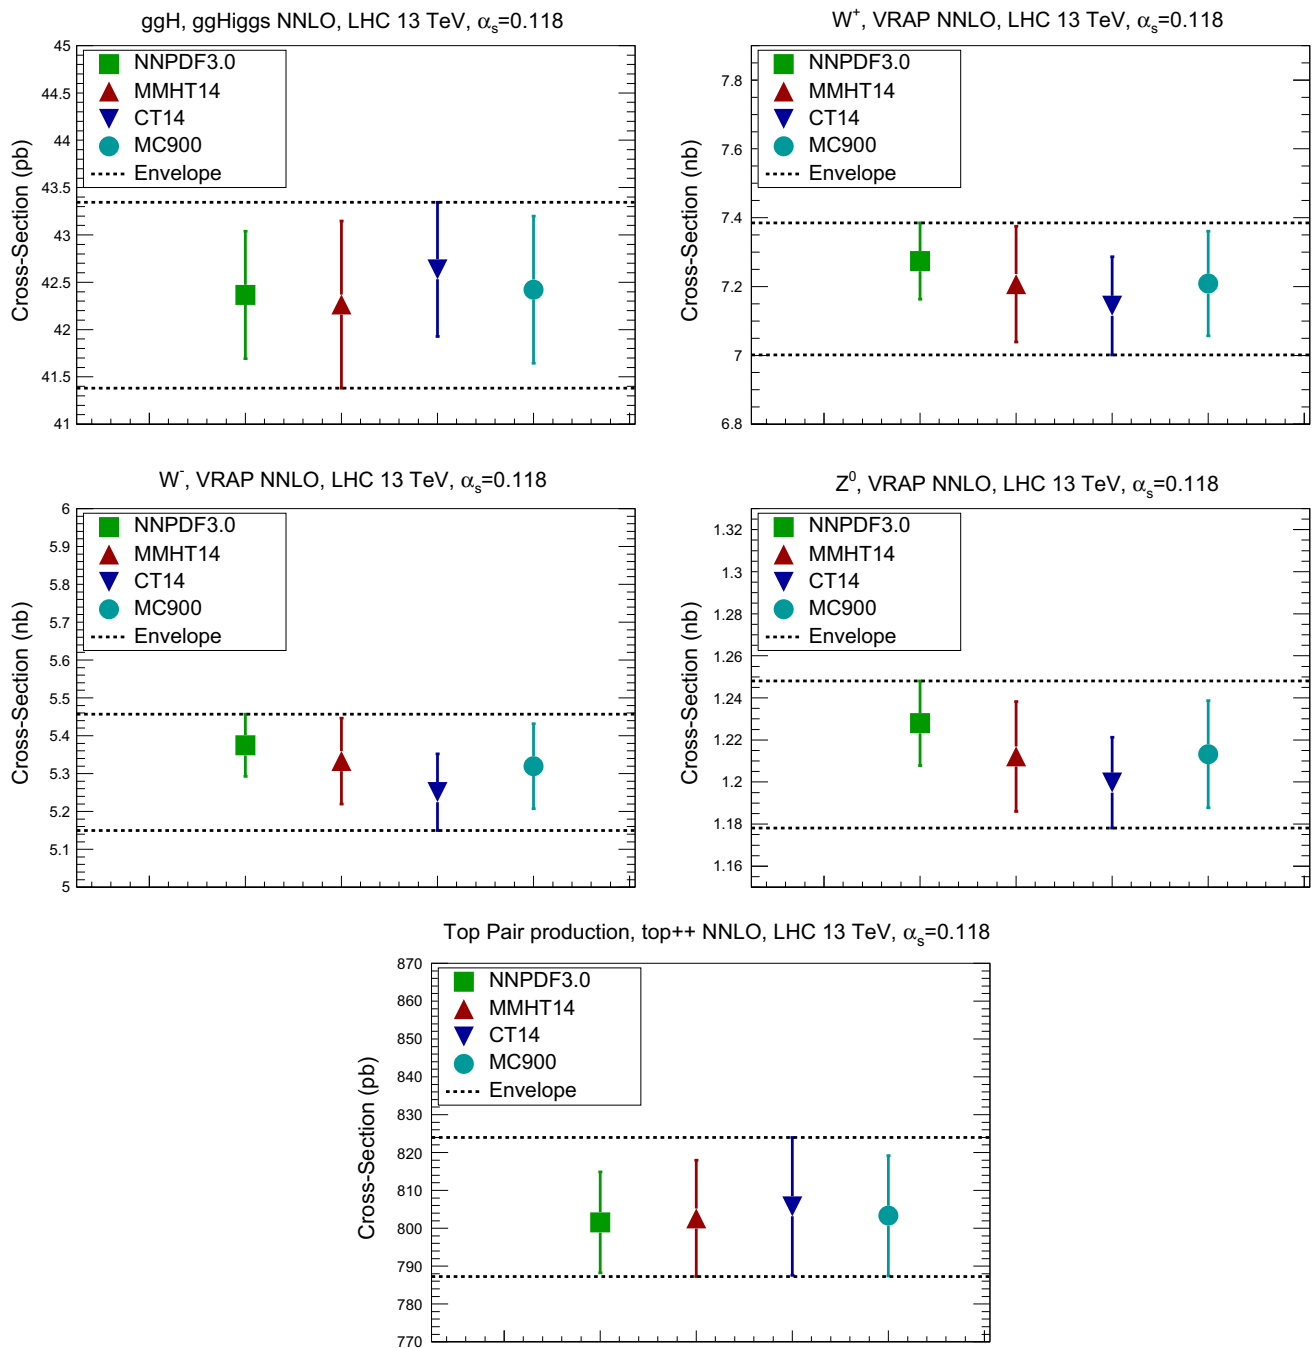 ggH, ggHiggs NNLO, LHC 13 TeV, αs=0.118
Cross-Section (pb)
45
44.5
44
43.5
43
42.5
42
41.5
41
NNPDF3.0
MMHT14
CT14
MC900
Envelope
W+, VRAP NNLO, LHC 13 TeV, αs=0.118
Cross-Section (nb)
7.8
7.6
7.4
7.2
7
6.8
NNPDF3.0
MMHT14
CT14
MC900
Envelope
W-, VRAP NNLO, LHC 13 TeV, αs=0.118
Cross-Section (nb)
6
5.9
5.8
5.7
5.6
5.5
5.4
5.3
5.2
5.1
5
NNPDF3.0
MMHT14
CT14
MC900
Envelope
Z0, VRAP NNLO, LHC 13 TeV, αs=0.118
Cross-Section (nb)
1.32
1.3
1.28
1.26
1.24
1.22
1.2
1.18
1.16
NNPDF3.0
MMHT14
CT14
MC900
Envelope
Top Pair production, top++ NNLO, LHC 13 TeV, αs=0.118
Cross-Section (pb)
870
860
850
840
830
820
810
800
790
780
770
NNPDF3.0
MMHT14
CT14
MC900
Envelope